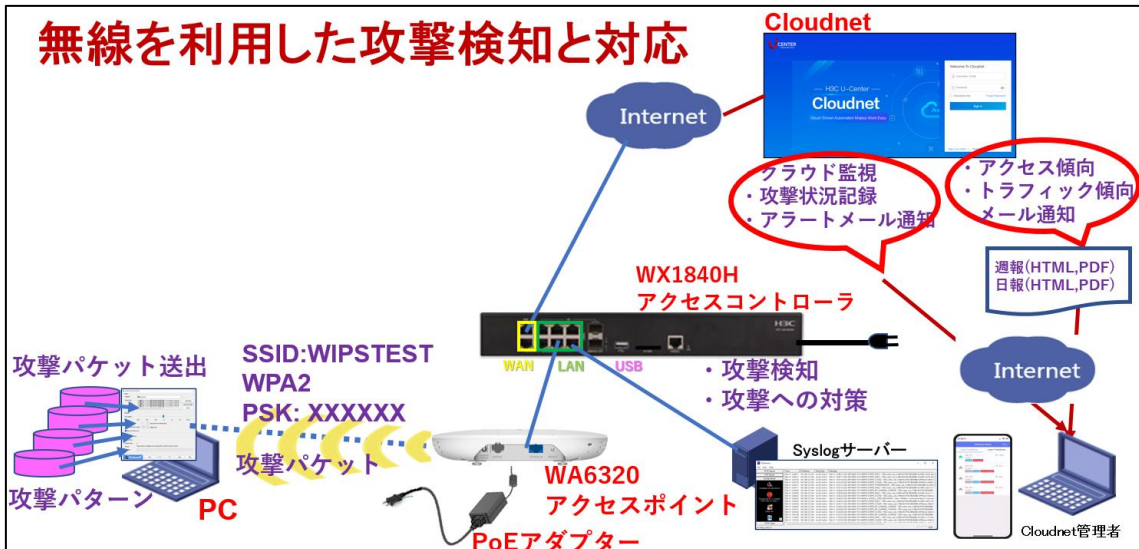 無線を利用した攻撃検知と対応
Cloudnet
CENTER
H3C U-Center
Cloudnet
Welcome To Cloudnet
Internet
・クラウド監視
・攻撃状況記録
・アラートメール通知
・アクセス傾向
・トラフィック傾向
メール通知
週報(HTML,PDF)
日報(HTML,PDF)
WX1840H
アクセスコントローラ
H3C
WAN
LAN
USB
・攻撃検知
・攻撃への対策
Internet
攻撃パケット送出
SSID:WIPSTEST
WPA2
PSK: XXXXXX
攻撃パケット
攻撃パターン
PC
WA6320
アクセスポイント
PoEアダプター
Syslogサーバー
Cloudnet管理者